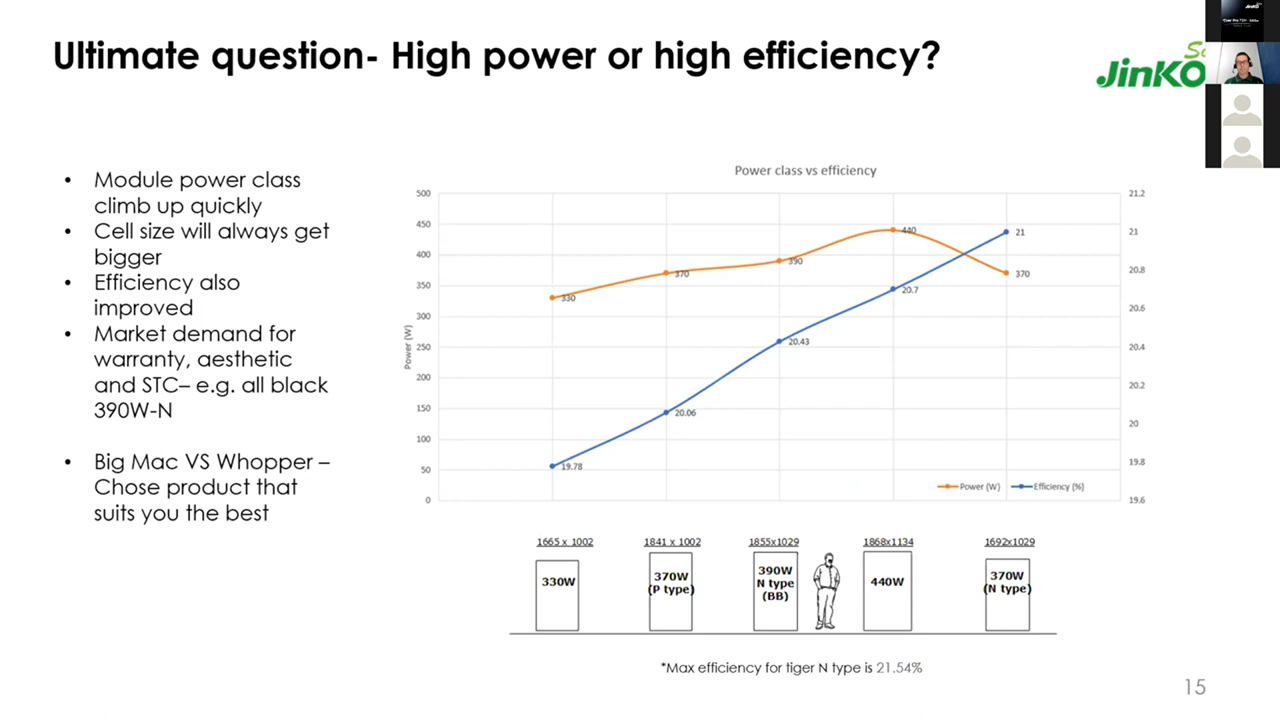 Ultimate question- High power or high efficiency?
JinKO
• Module power class
climb up quickly
• Cell size will always get
bigger
• Efficiency also
improved
• Market demand for
warranty, aesthetic
and STC– e.g. all black
390W-N
• Big Mac VS Whopper –
Chose product that
suits you the best
Power class vs efficiency
500
450
400
350
300
250
200
150
100
50
0
Power (W)
21.2
21
20.8
20.6
20.4
20.2
20
19.8
19.6
330
370
390
440
370
19.78
20.06
20.43
20.7
21
Power (W) Efficiency (%)
1665 x 1002 1841 x 1002 1855x1029 1868x1134 1692x1029
330W
370W
(P type)
390W
N type
(BB)
440W
370W
(N type)
*Max efficiency for tiger N type is 21.54%
15